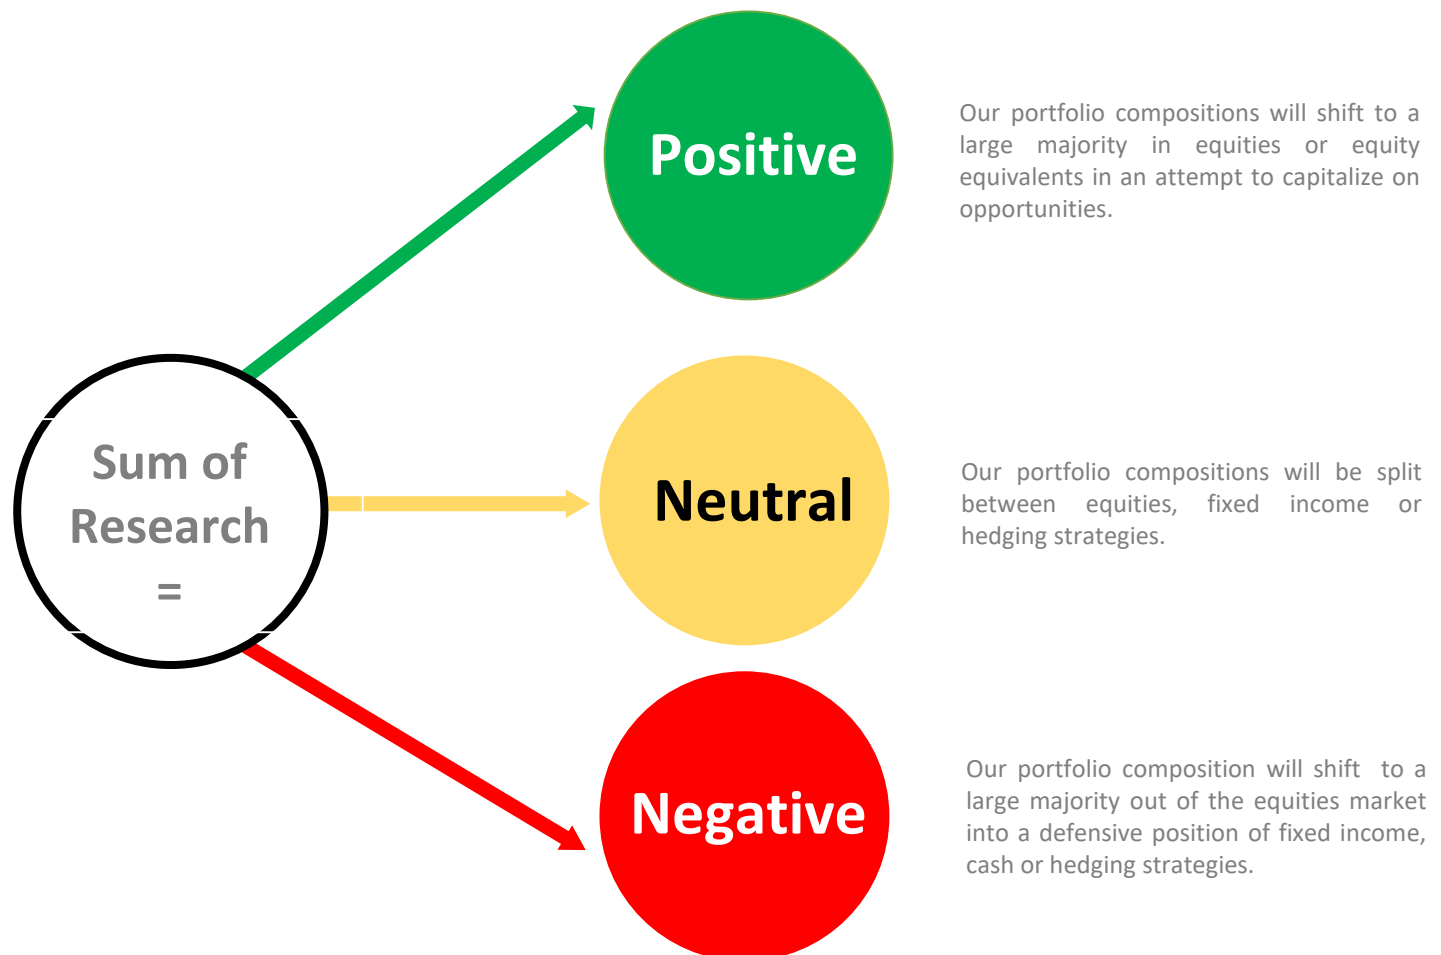 Positive
Our portfolio compositions will shift to a
large majority in equities or equity
equivalents in an attempt to capitalize on
opportunities.
Sum of
Research
=
Neutral
Our portfolio compositions will be split
between equities, fixed income or
hedging strategies.
Negative
Our portfolio composition will shift to a
large majority out of the equities market
into a defensive position of fixed income,
cash or hedging strategies.